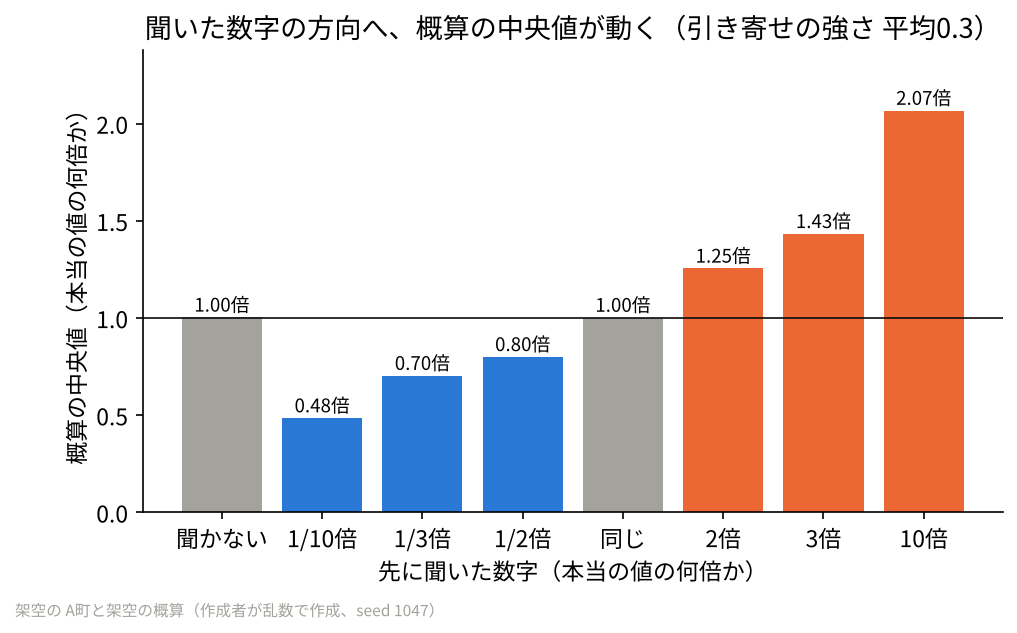 聞いた数字の方向へ、概算の中央値が動く（引き寄せの強さ 平均0.3）
概算の中央値（本当の値の何倍か）
2.0
1.5
1.0
0.5
0.0
1.00倍
0.48倍
0.70倍
0.80倍
1.00倍
1.25倍
1.43倍
2.07倍
聞かない
1/10倍
1/3倍
1/2倍
同じ
2倍
3倍
10倍
先に聞いた数字（本当の値の何倍か）
架空の A町と架空の概算（作成者が乱数で作成、seed 1047）